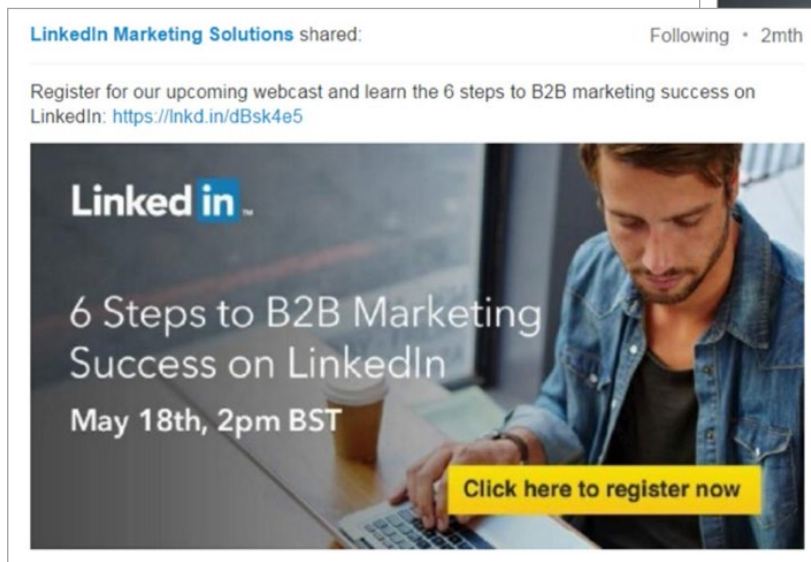 LinkedIn Marketing Solutions shared: Following • 2mth
Register for our upcoming webcast and learn the 6 steps to B2B marketing success on
LinkedIn: https://lnkd.in/dBsk4e5
Linked in ™
6 Steps to B2B Marketing
Success on LinkedIn
May 18th, 2pm BST
Click here to register now